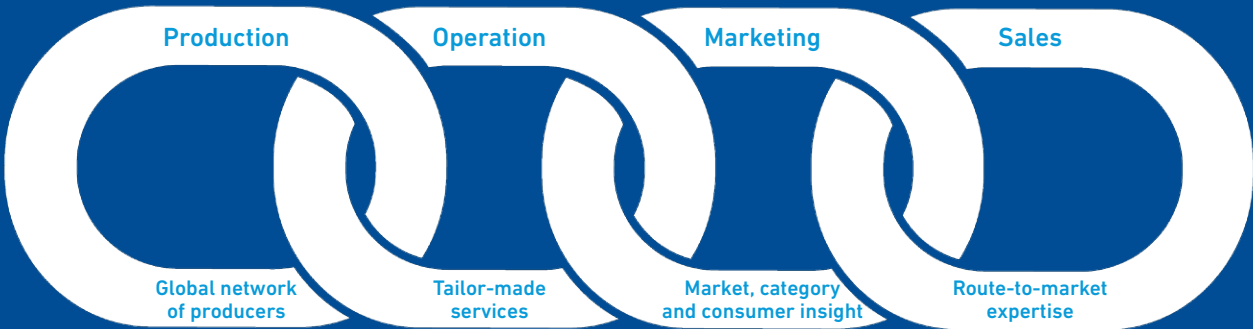 Production
Operation
Marketing
Sales
Global network
of producers
Tailor-made
services
Market, category
and consumer insight
Route-to-market
expertise